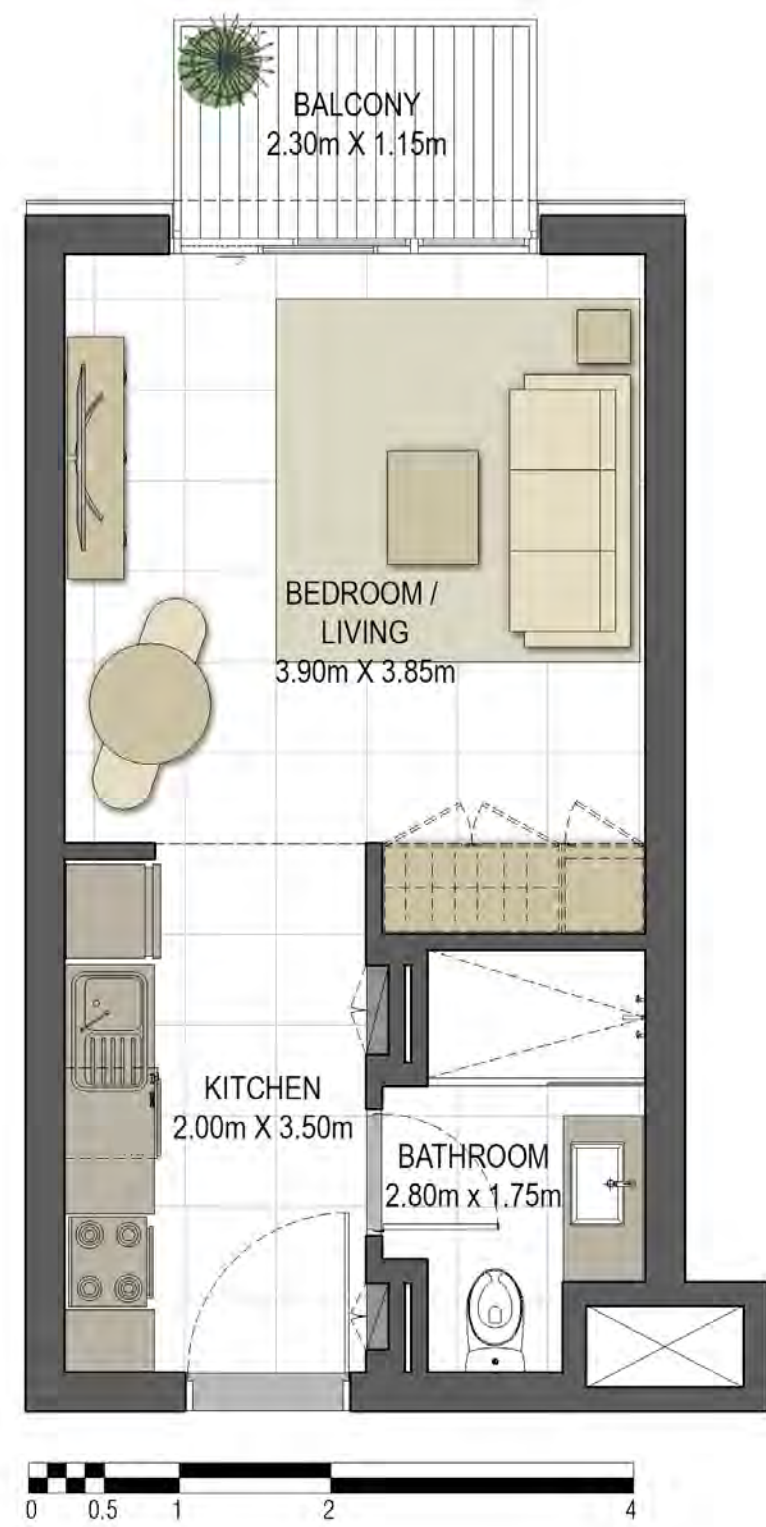 BALCONY
2.30m X 1.15m
BEDROOM /
LIVING
3.90m X 3.85m
KITCHEN
2.00m X 3.50m
BATHROOM
2.80m x 1.75m
0 0.5 1 2 4